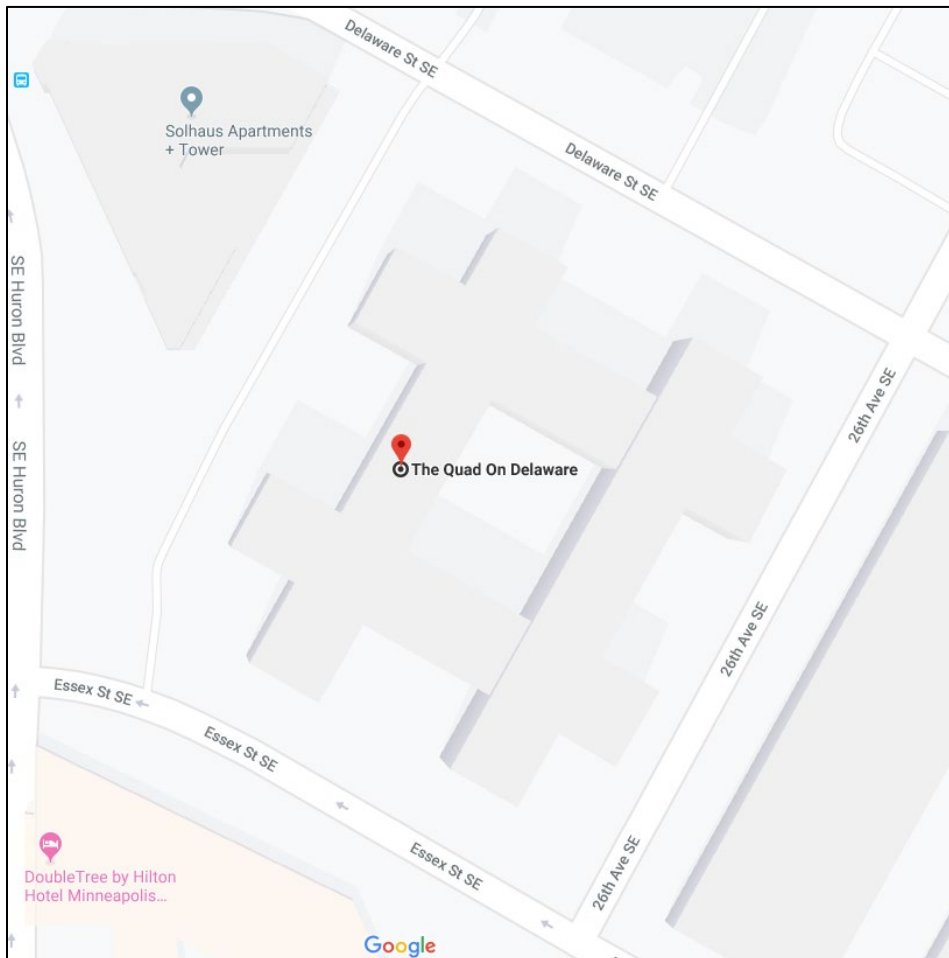 Delaware St SE
Solhaus Apartments
+ Tower
Delaware St SE
SE Huron Blvd
26th Ave SE
SE Huron Blvd
The Quad On Delaware
26th Ave SE
Essex St SE
Essex St SE
Essex St SE
26th Ave SE
DoubleTree by Hilton
Hotel Minneapolis...
Google